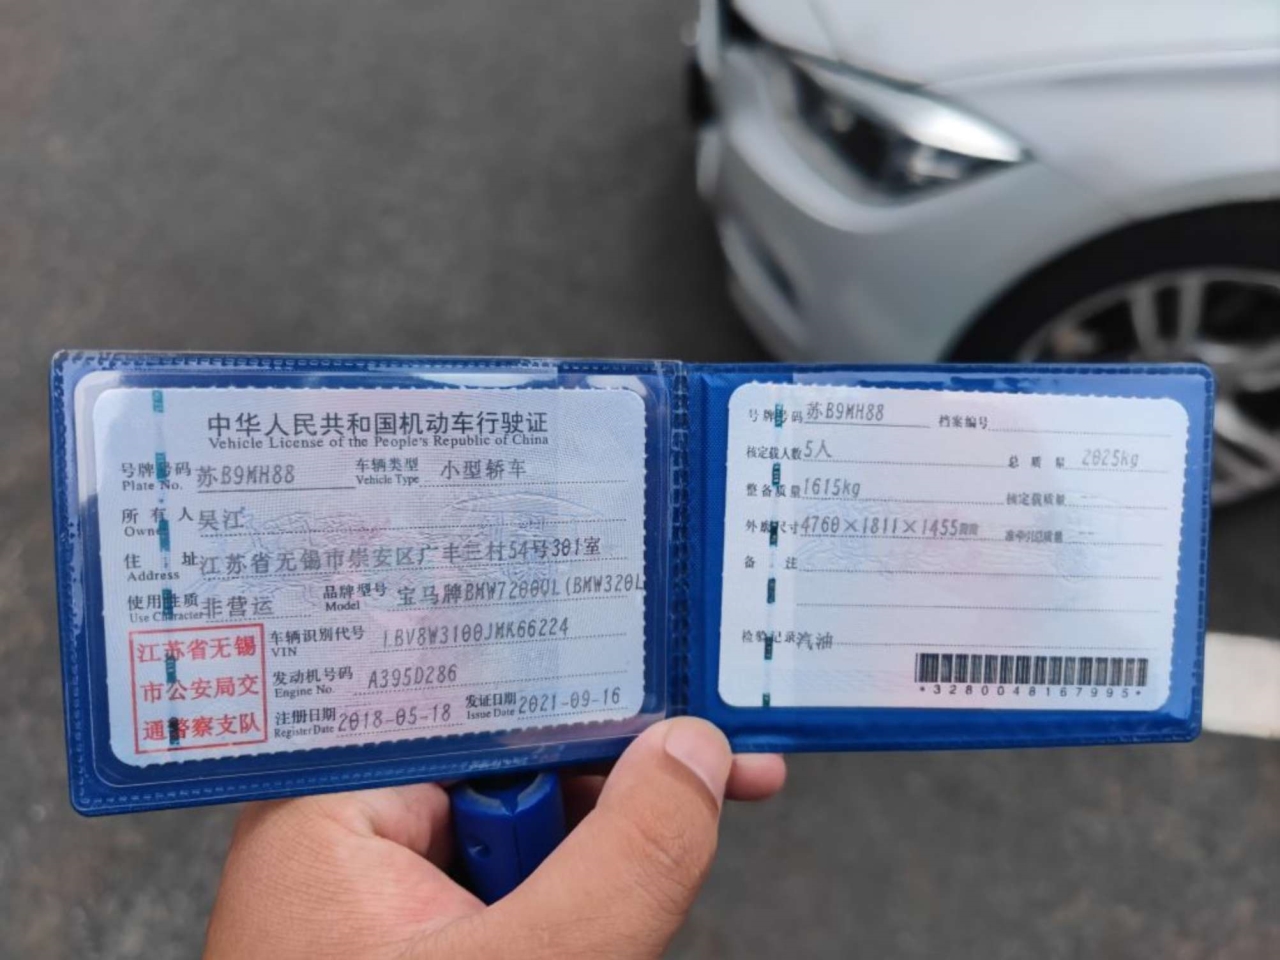 中华人民共和国机动车行驶证
Vehicle License of the People's Republic of China
号牌号码 苏B9MH88 车辆类型 小型轿车
Plate No. Vehicle Type
所有人 吴江
Owner
住址 江苏省无锡市崇安区广丰三村54号301室
Address
使用性质 非营运 品牌型号 宝马牌BMW7200QL(BMW320L
Use Character Model
江苏省无锡
市公安局交
通警察支队
车辆识别代号 LBV8W3100JMK66224
VIN
发动机号码 A395D286
Engine No.
注册日期 2018-05-18 发证日期 2021-09-16
Register Date Issue Date
号牌号码 苏B9MH88 档案编号
核定载人数 5人 总质量 2025kg
整备质量 1615kg 核定载质量 --
外廓尺寸 4760×1811×1455mm 准牵引总质量 --
备注
检验记录 汽油
*3280048167995*